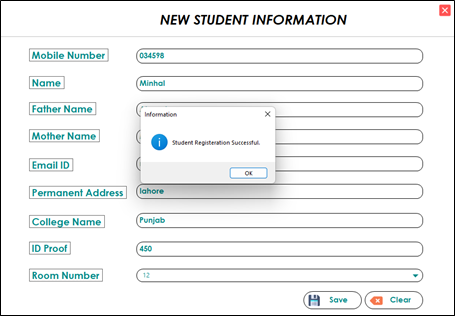 NEW STUDENT INFORMATION
Mobile Number 034598
Name Minhal
Father Name
Information
Student Registeration Successful.
Mother Name
Email ID
OK
Permanent Address lahore
College Name Punjab
ID Proof 450
Room Number 12
Save Clear